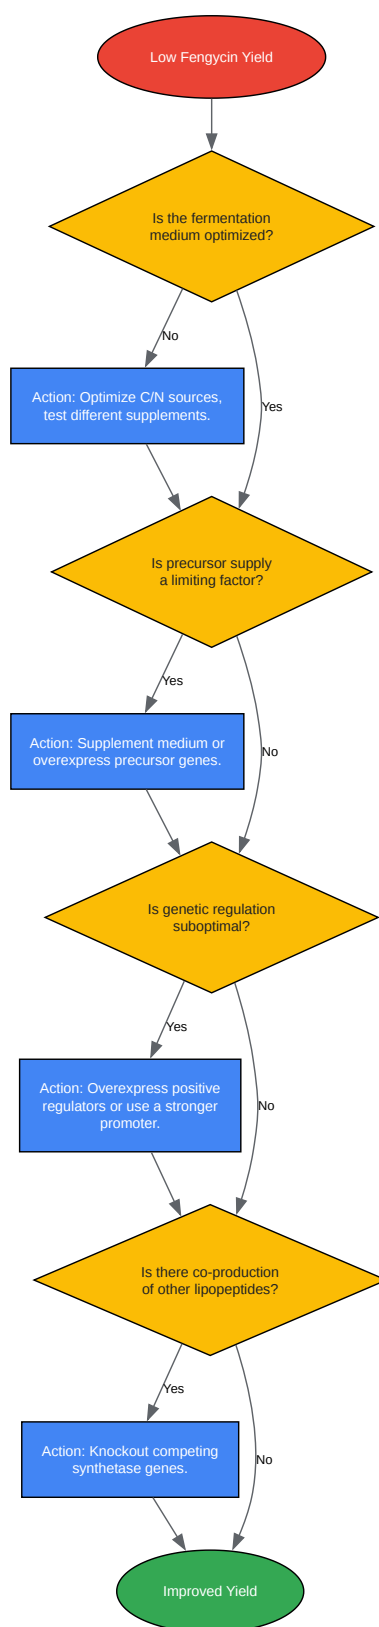 Low Fengycin Yield
Is the fermentation
medium optimized?
No
Yes
Action: Optimize C/N sources,
test different supplements.
Is precursor supply
a limiting factor?
Yes
No
Action: Supplement medium or
overexpress precursor genes.
Is genetic regulation
suboptimal?
Yes
No
Action: Overexpress positive
regulators or use a stronger
promoter.
Is there co-production
of other lipopeptides?
Yes
No
Action: Knockout competing
synthetase genes.
Improved Yield